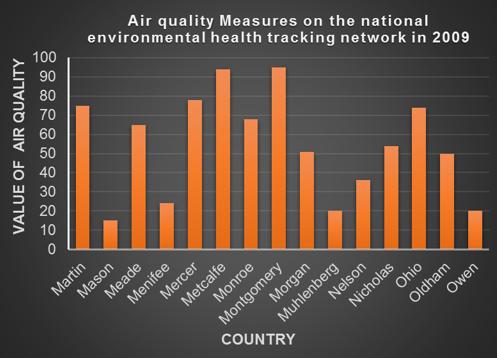 Air quality Measures on the national
environmental health tracking network in 2009
VALUE OF AIR QUALITY
100
90
80
70
60
50
40
30
20
10
0
Martin
Mason
Meade
Menifee
Mercer
Metcalfe
Monroe
Montgomery
Morgan
Muhlenberg
Nelson
Nicholas
Ohio
Oldham
Owen
COUNTRY